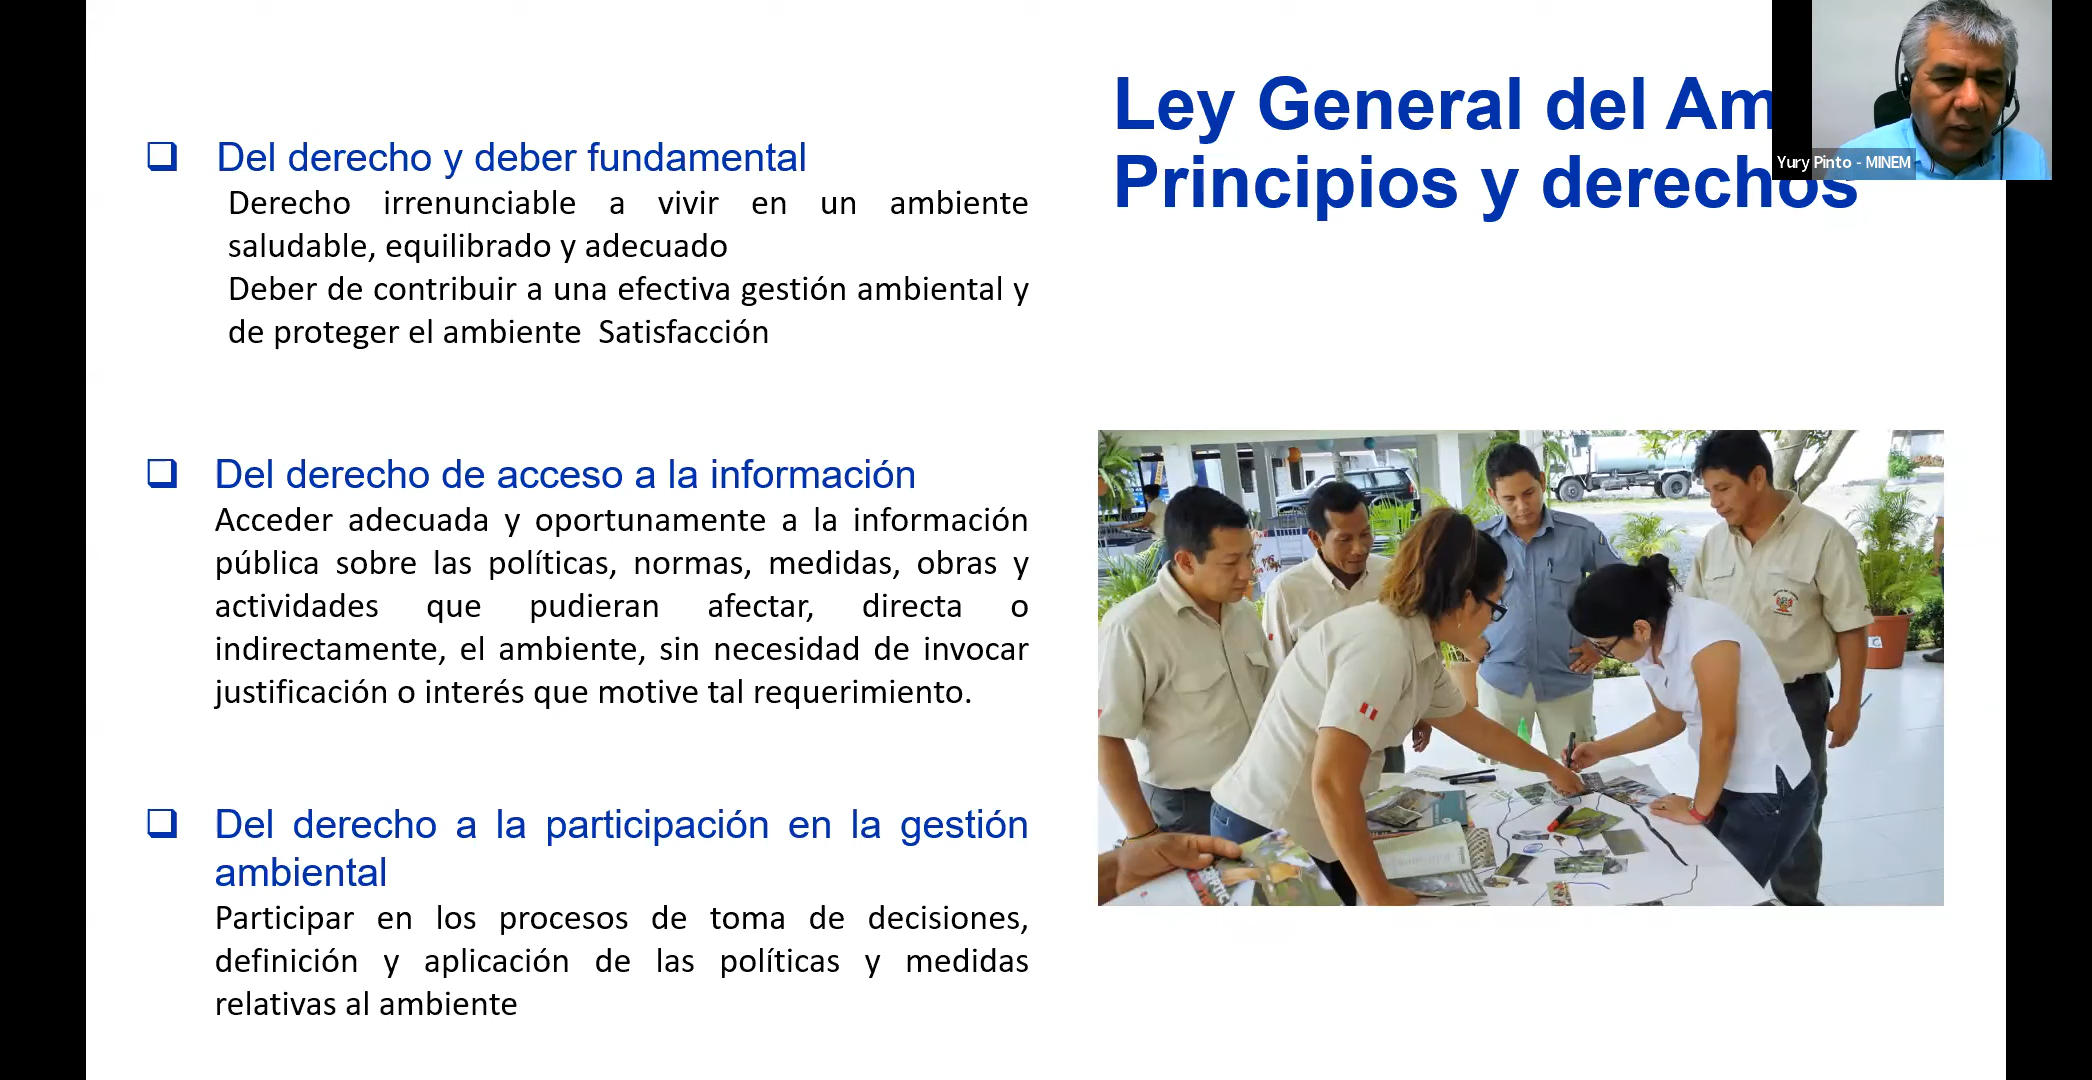 Ley General del Am
Principios y derechos
Yury Pinto - MINEM
Del derecho y deber fundamental
Derecho irrenunciable a vivir en un ambiente
saludable, equilibrado y adecuado
Deber de contribuir a una efectiva gestión ambiental y
de proteger el ambiente  Satisfacción
Del derecho de acceso a la información
Acceder adecuada y oportunamente a la información
pública sobre las políticas, normas, medidas, obras y
actividades que pudieran afectar, directa o
indirectamente, el ambiente, sin necesidad de invocar
justificación o interés que motive tal requerimiento.
Del derecho a la participación en la gestión
ambiental
Participar en los procesos de toma de decisiones,
definición y aplicación de las políticas y medidas
relativas al ambiente